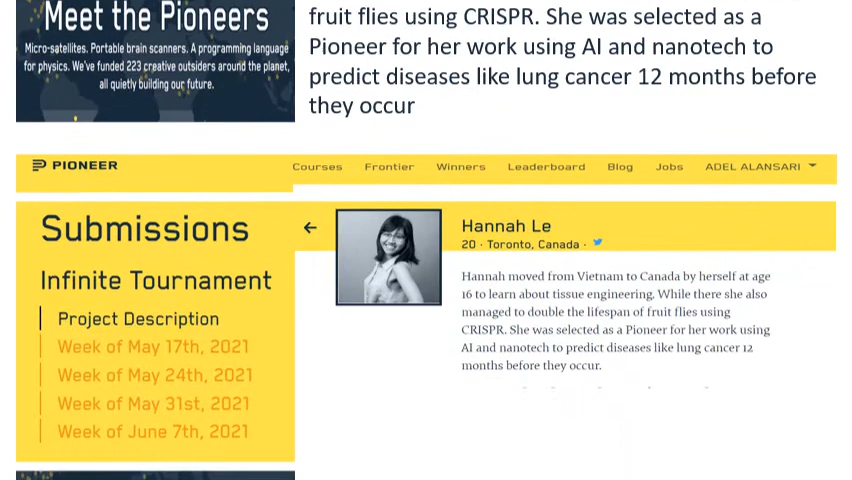 Meet the Pioneers
Micro-satellites. Portable brain scanners. A programming language
for physics. We've funded 223 creative outsiders around the planet,
all quietly building our future.
fruit flies using CRISPR. She was selected as a
Pioneer for her work using AI and nanotech to
predict diseases like lung cancer 12 months before
they occur
PIONEER
Courses Frontier Winners Leaderboard Blog Jobs ADEL ALANSARI
Submissions
Infinite Tournament
Project Description
Week of May 17th, 2021
Week of May 24th, 2021
Week of May 31st, 2021
Week of June 7th, 2021
Hannah Le
20 · Toronto, Canada ·
Hannah moved from Vietnam to Canada by herself at age
16 to learn about tissue engineering. While there she also
managed to double the lifespan of fruit flies using
CRISPR. She was selected as a Pioneer for her work using
AI and nanotech to predict diseases like lung cancer 12
months before they occur.